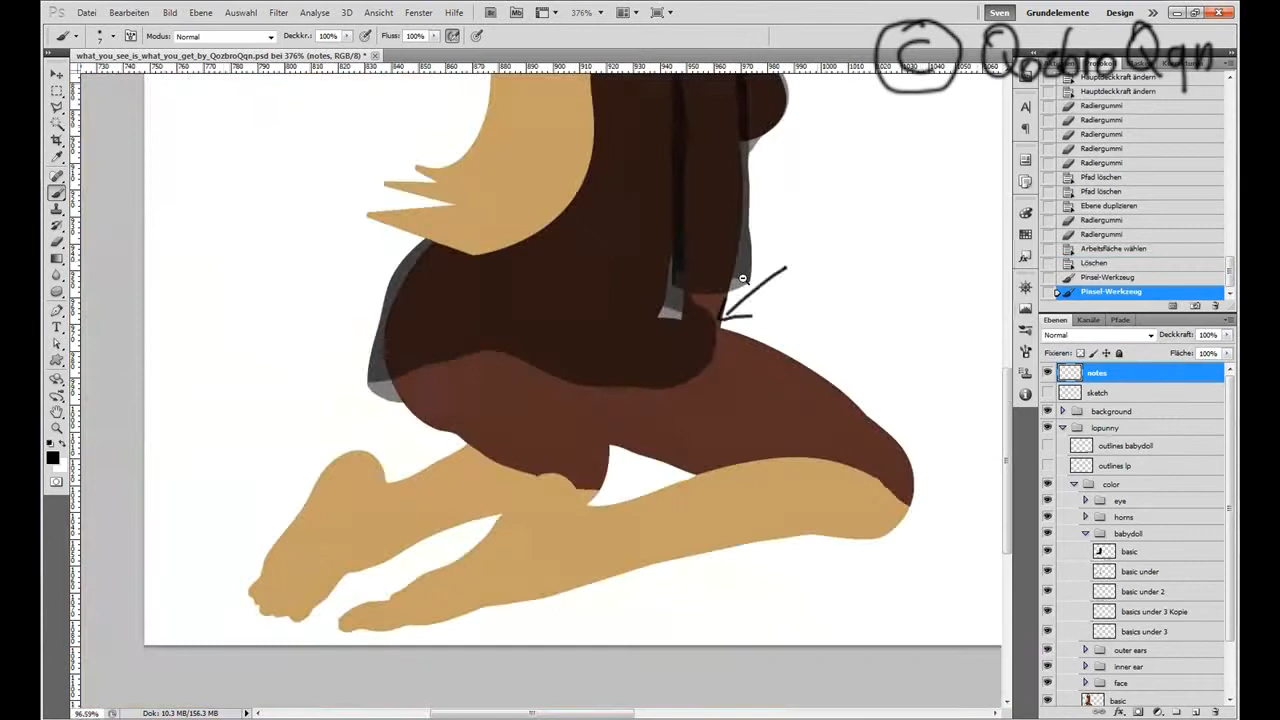 Ps Datei Bearbeiten Bild Ebene Auswahl Filter Analyse 3D Ansicht Fenster Hilfe Br Mb 376% Sven Grundelemente Design
7 Modus: Normal Deckkr.: 100% Fluss: 100%
© QozbroQqn
what_you_see_is_what_you_get_by_QozbroQqn.psd bei 376% (notes, RGB/8) *
Hauptdeckkraft ändern
Hauptdeckkraft ändern
Radiergummi
Radiergummi
Radiergummi
Radiergummi
Radiergummi
Pfad löschen
Pfad löschen
Ebene duplizieren
Radiergummi
Radiergummi
Arbeitsfläche wählen
Löschen
Pinsel-Werkzeug
Pinsel-Werkzeug
Ebenen Kanäle Pfade
Normal Deckkraft: 100%
Fixieren: Fläche: 100%
notes
sketch
background
lopunny
outlines babydoll
outlines lp
color
eye
horns
babydoll
basic
basic under
basic under 2
basics under 3 Kopie
basics under 3
outer ears
inner ear
face
basic
96.59% Dok: 10.3 MB/156.3 MB